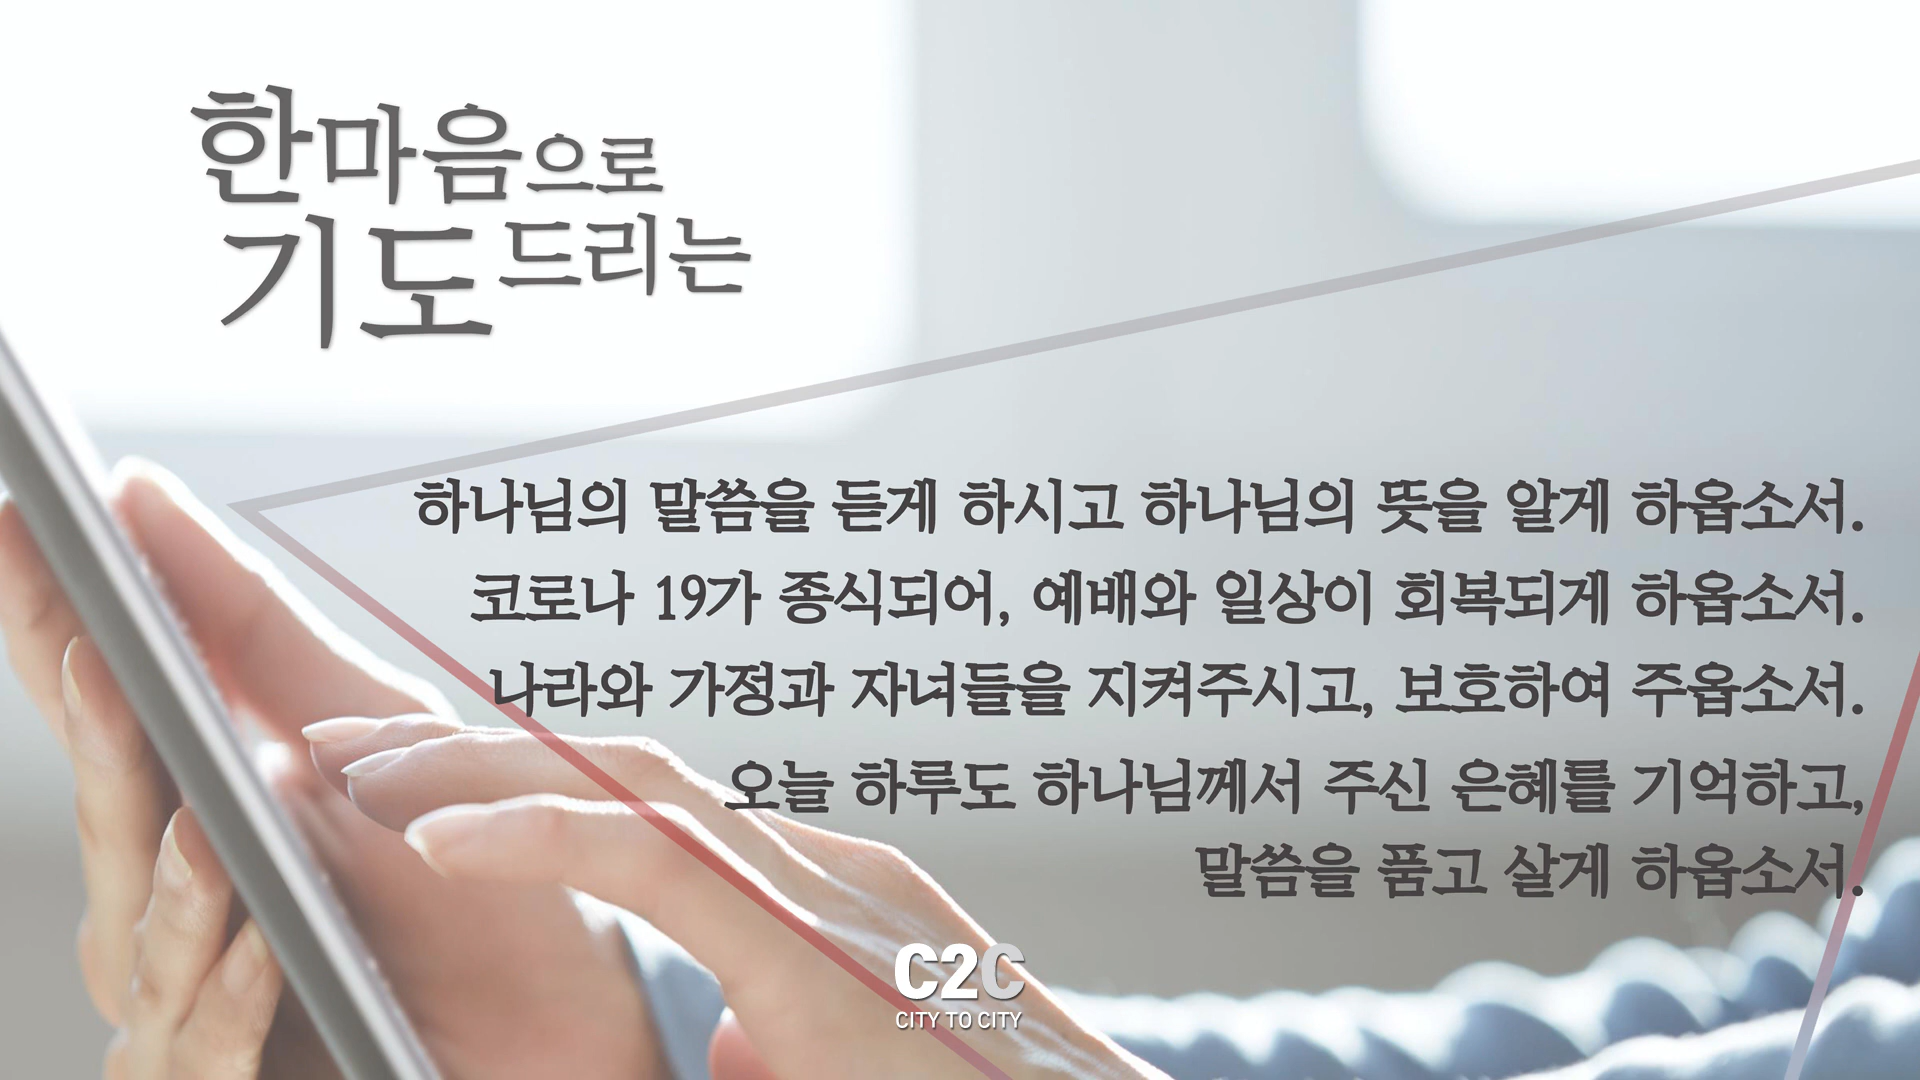 한마음으로
기도드리는
하나님의 말씀을 듣게 하시고 하나님의 뜻을 알게 하옵소서.
코로나 19가 종식되어, 예배와 일상이 회복되게 하옵소서.
나라와 가정과 자녀들을 지켜주시고, 보호하여 주옵소서.
오늘 하루도 하나님께서 주신 은혜를 기억하고,
말씀을 품고 살게 하옵소서.
C2C
CITY TO CITY